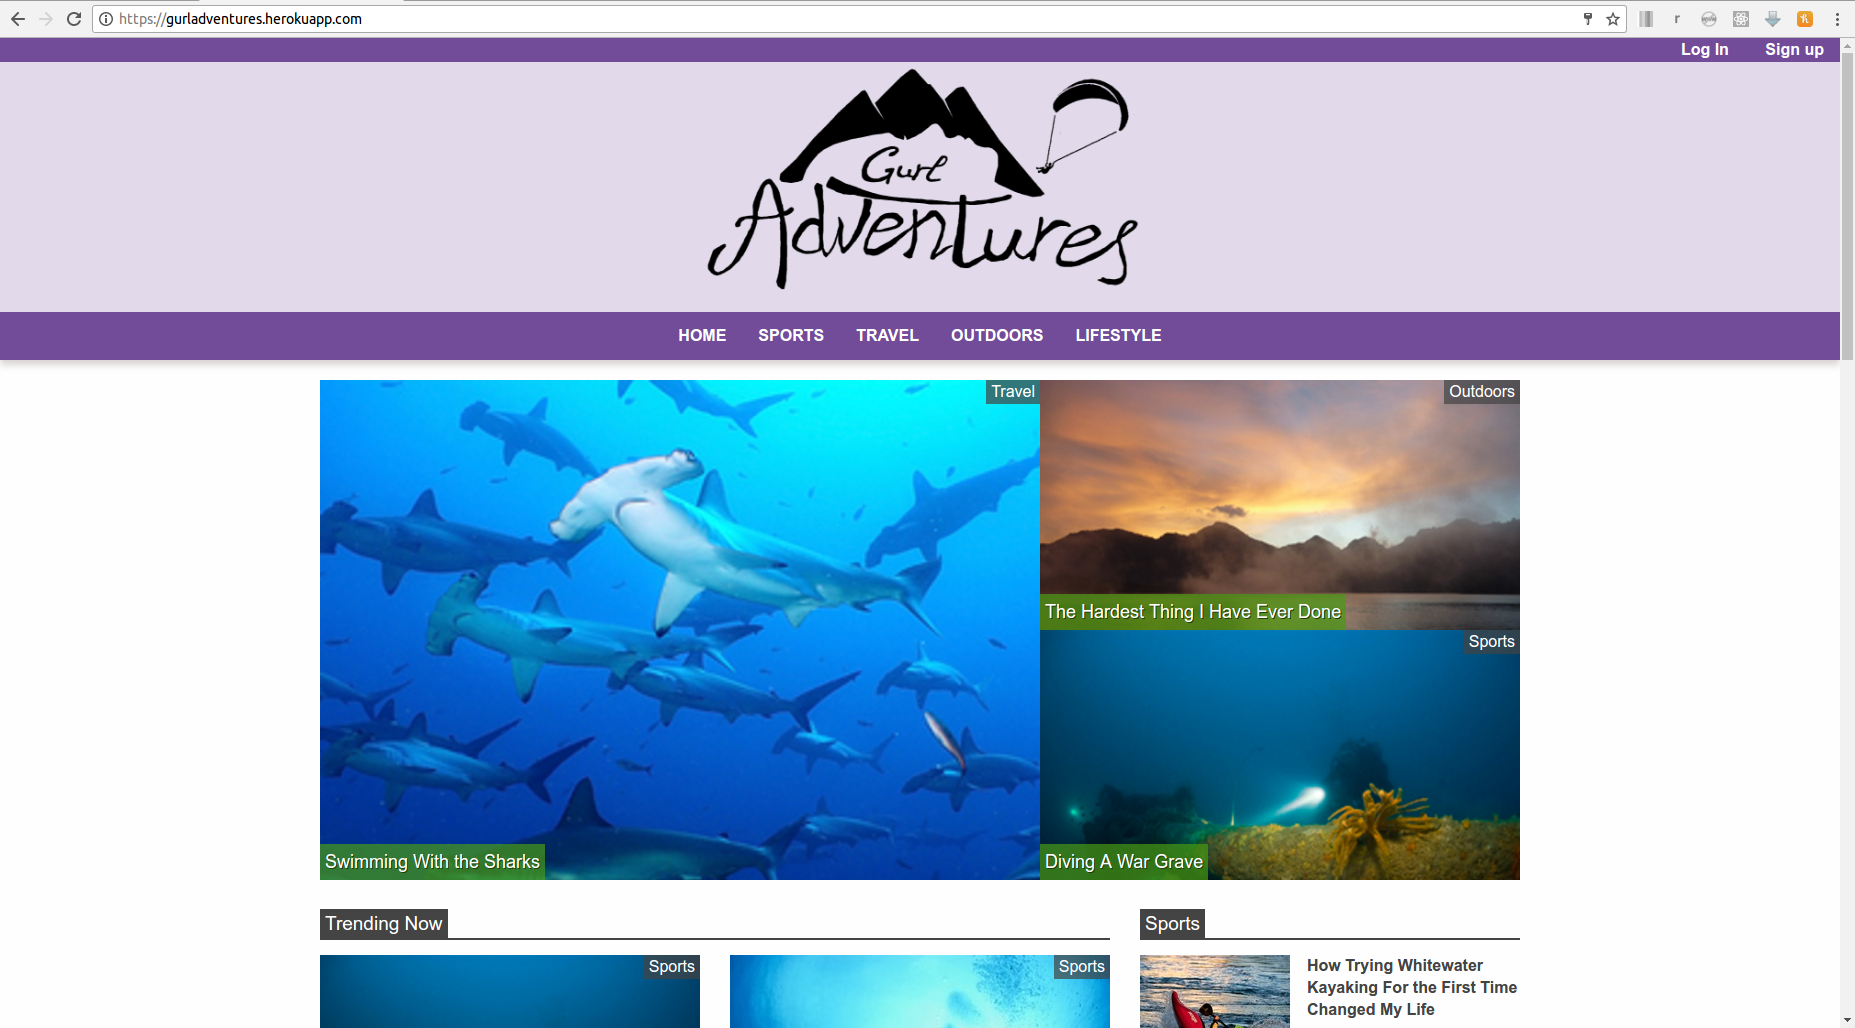 https://gurladventures.herokuapp.com
r
Log In Sign up
Gurl
Adventures
HOME SPORTS TRAVEL OUTDOORS LIFESTYLE
Travel
Swimming With the Sharks
Outdoors
The Hardest Thing I Have Ever Done
Sports
Diving A War Grave
Trending Now
Sports
Sports
Sports
How Trying Whitewater
Kayaking For the First Time
Changed My Life